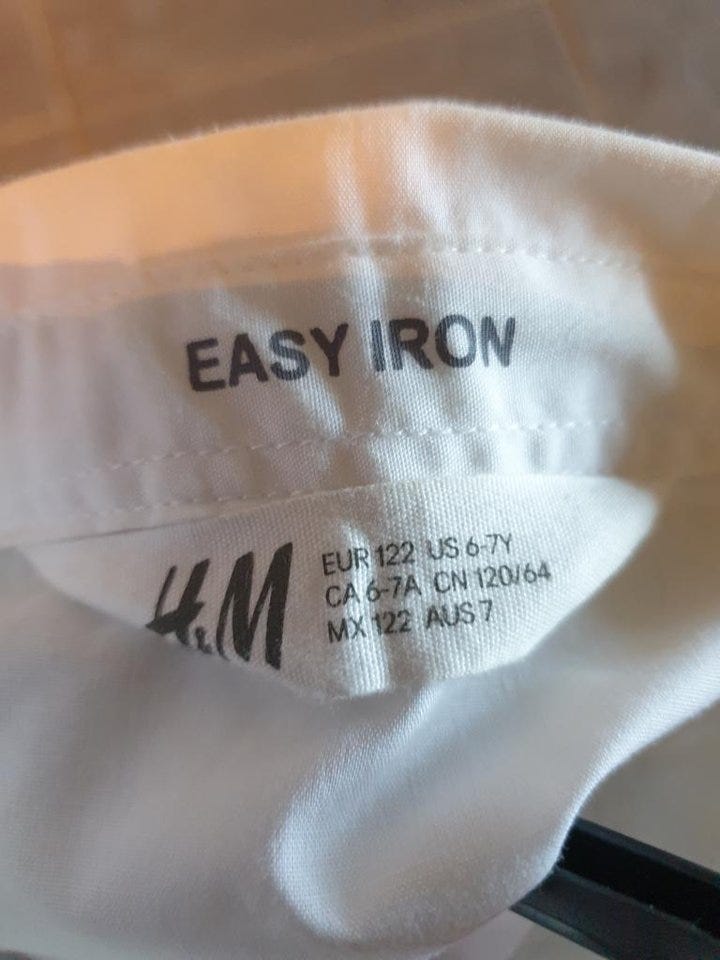 EASY IRON
H&M
EUR 122 US 6-7Y
CA 6-7A CN 120/64
MX 122 AUS 7